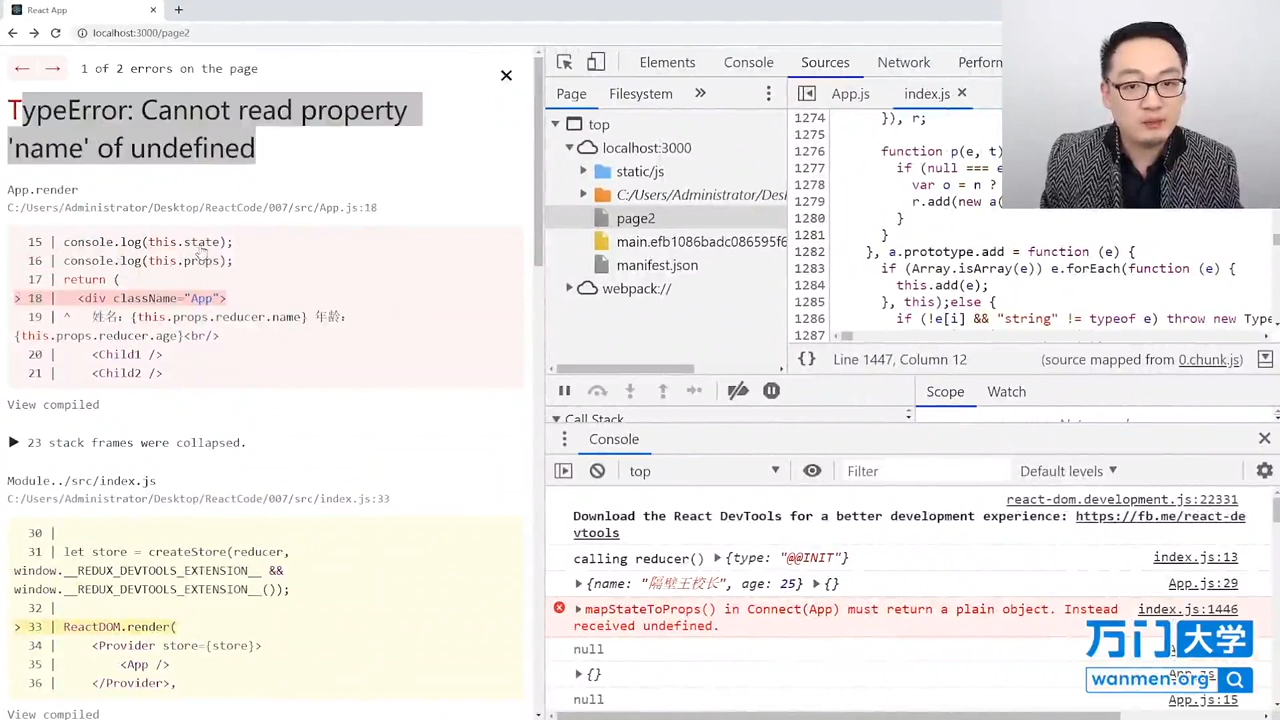 React App
localhost:3000/page2
1 of 2 errors on the page
TypeError: Cannot read property
'name' of undefined
App.render
C:/Users/Administrator/Desktop/ReactCode/007/src/App.js:18
15 | console.log(this.state);
16 | console.log(this.props);
17 | return (
> 18 | <div className="App">
19 | ^ 姓名: {this.props.reducer.name} 年龄:
{this.props.reducer.age}<br/>
20 | <Child1 />
21 | <Child2 />
View compiled
23 stack frames were collapsed.
Module../src/index.js
C:/Users/Administrator/Desktop/ReactCode/007/src/index.js:33
30 |
31 | let store = createStore(reducer,
window.__REDUX_DEVTOOLS_EXTENSION__ &&
window.__REDUX_DEVTOOLS_EXTENSION__());
32 |
> 33 | ReactDOM.render(
34 | <Provider store={store}>
35 | <App />
36 | </Provider>,
View compiled
Elements Console Sources Network Perform
Page Filesystem »
App.js index.js
top
localhost:3000
static/js
C:/Users/Administrator/Des
page2
main.efb1086badc086595f6
manifest.json
webpack://
1274 }), r;
1275
1276 function p(e, t)
1277 if (null === e
1278 var o = n ?
1279 r.add(new a(
1280 }
1281 }
1282 }, a.prototype.add = function (e) {
1283 if (Array.isArray(e)) e.forEach(function (e) {
1284 this.add(e);
1285 }, this);else {
1286 if (!e[i] && "string" != typeof e) throw new Type
1287
{} Line 1447, Column 12 (source mapped from 0.chunk.js)
Scope Watch
Call Stack
Console
top Filter Default levels
react-dom.development.js:22331
Download the React DevTools for a better development experience: https://fb.me/react-de
vtools
calling reducer() {type: "@@INIT"} index.js:13
{name: "隔壁王校长", age: 25} {} App.js:29
mapStateToProps() in Connect(App) must return a plain object. Instead index.js:1446
received undefined.
null
{}
null App.js:15
万门大学
wanmen.org